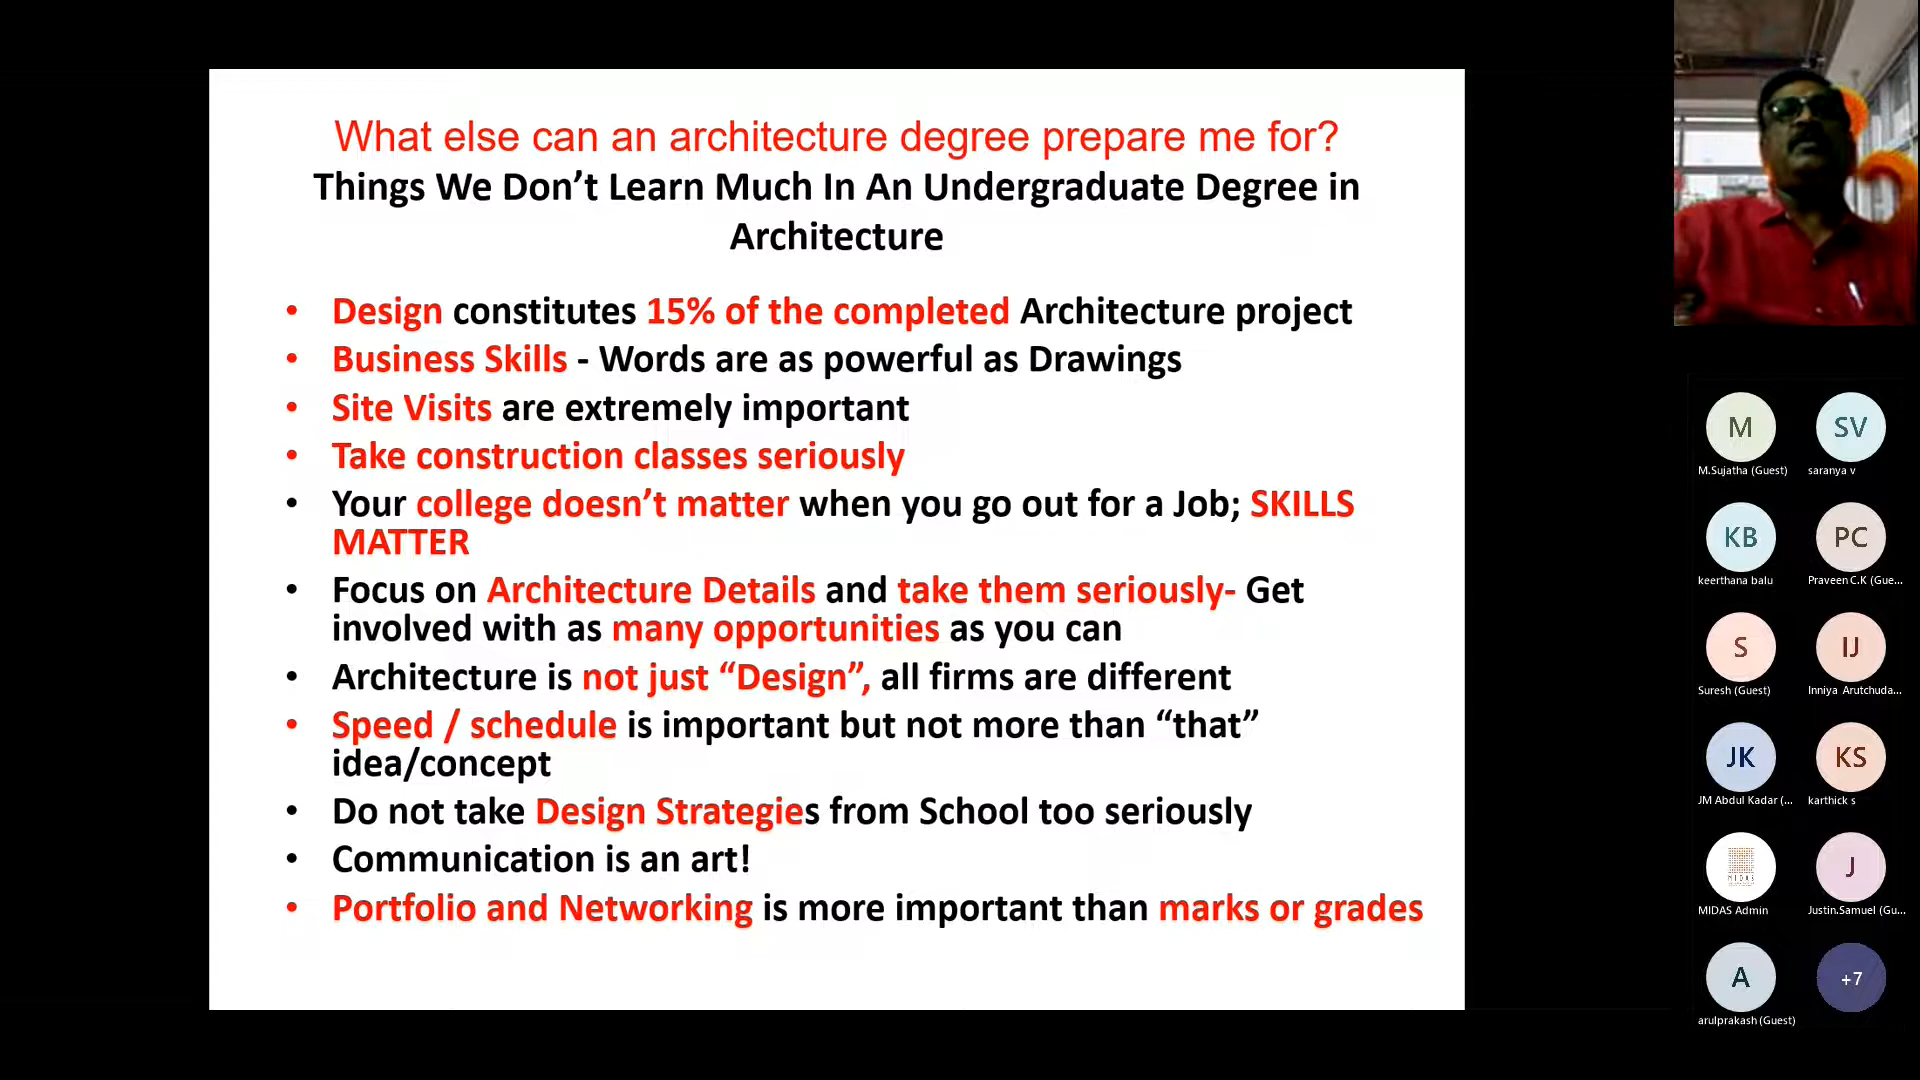 What else can an architecture degree prepare me for?
Things We Don’t Learn Much In An Undergraduate Degree in
Architecture
• Design constitutes 15% of the completed Architecture project
• Business Skills - Words are as powerful as Drawings
• Site Visits are extremely important
• Take construction classes seriously
• Your college doesn’t matter when you go out for a Job; SKILLS
MATTER
• Focus on Architecture Details and take them seriously- Get
involved with as many opportunities as you can
• Architecture is not just “Design”, all firms are different
• Speed / schedule is important but not more than “that”
idea/concept
• Do not take Design Strategies from School too seriously
• Communication is an art!
• Portfolio and Networking is more important than marks or grades
M SV
M.Sujatha (Guest) saranya v
KB PC
keerthana balu Praveen C.K (Gue...
S IJ
Suresh (Guest) Inniya Arutchuda...
JK KS
JM Abdul Kadar (... karthick s
MIDAS J
MIDAS Admin Justin.Samuel (Gu...
A +7
arulprakash (Guest)